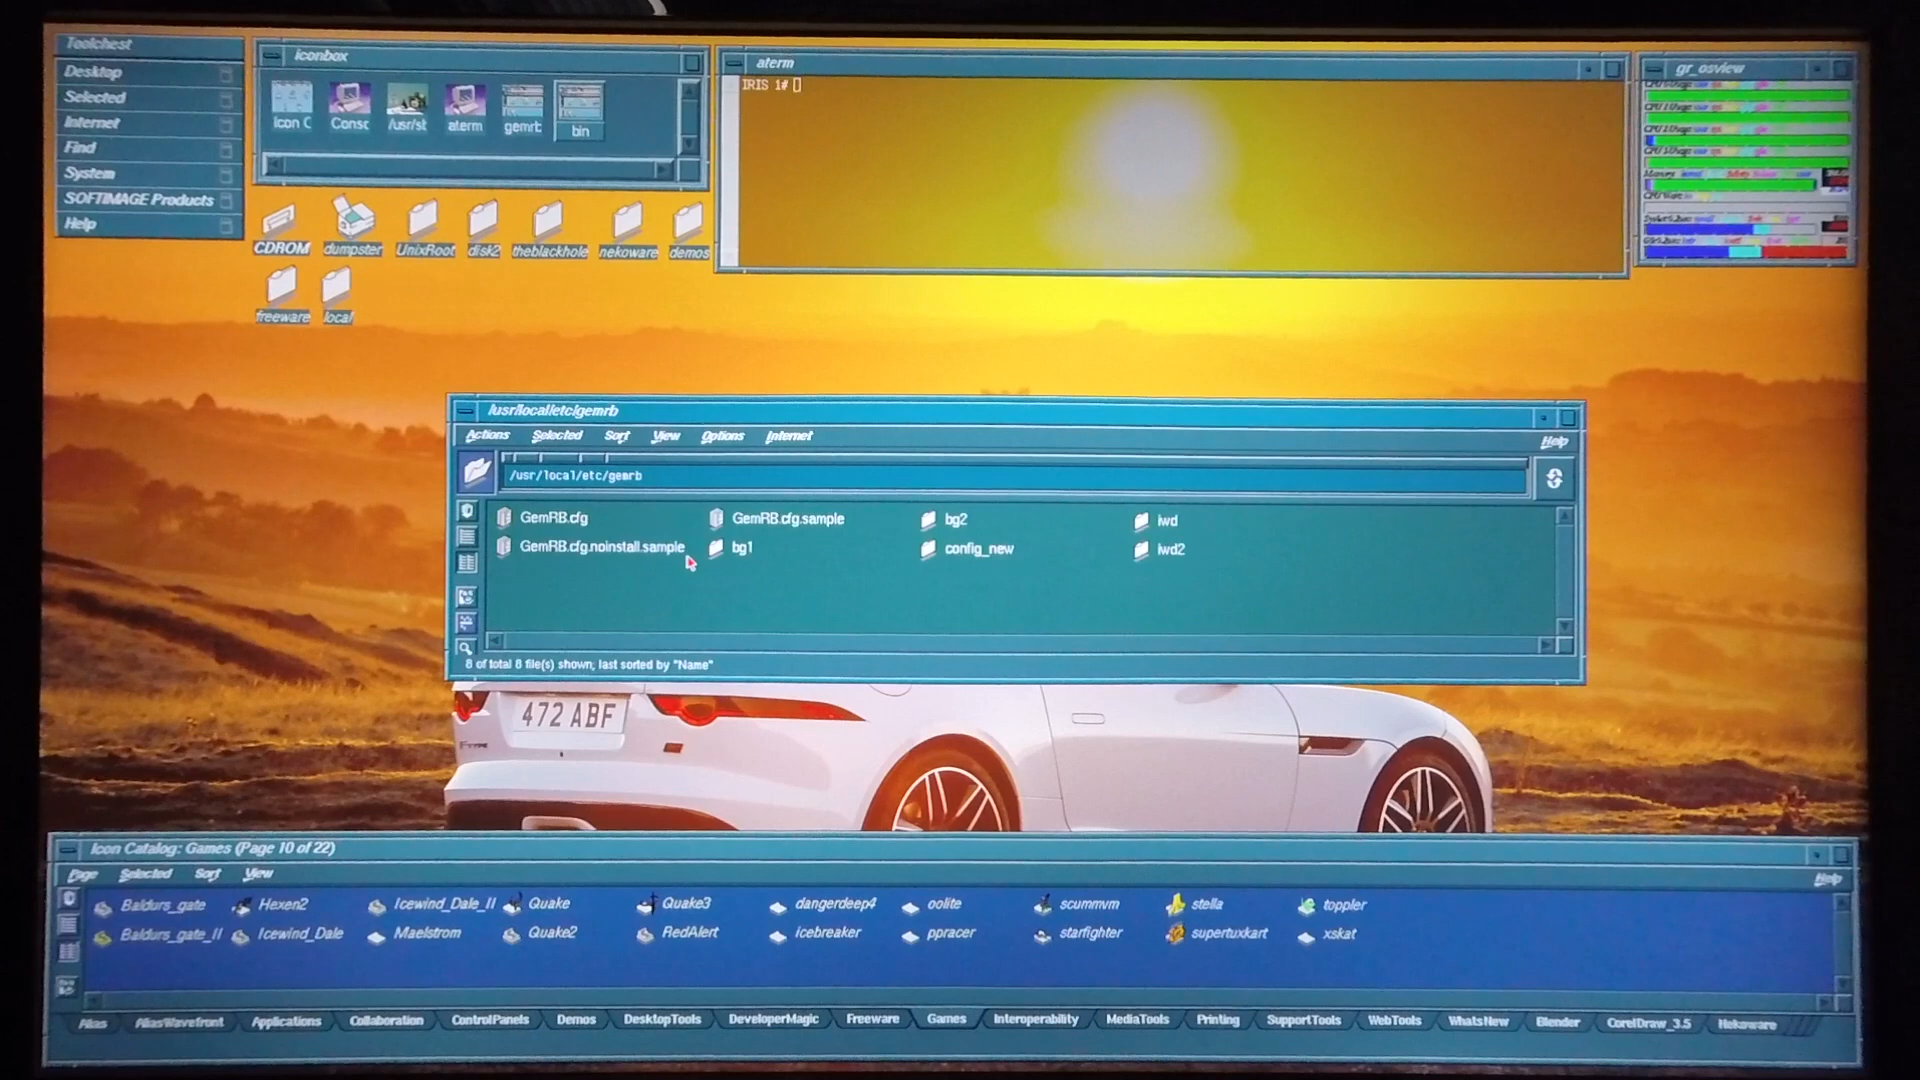 Toolchest
Desktop
Selected
Internet
Find
System
SOFTIMAGE Products
Help
iconbox
Icon C
Consc
/usr/st
aterm
gemrb
bin
aterm
IRIS 1#
gr_osview
CDROM
dumpster
UnixRoot
disk2
theblackhole
nekoware
demos
freeware
local
/usr/local/etc/gemrb
Actions Selected Sort View Options Internet Help
/usr/local/etc/gemrb
GemRB.cfg GemRB.cfg.sample bg2 iwd
GemRB.cfg.noinstall.sample bg1 config_new iwd2
8 of total 8 file(s) shown; last sorted by "Name"
472 ABF
F-TYPE
Icon Catalog: Games (Page 10 of 22)
Page Selected Sort View Help
Baldurs_gate Hexen2 Icewind_Dale_II Quake Quake3 dangerdeep4 oolite scummvm stella toppler
Baldurs_gate_II Icewind_Dale Maelstrom Quake2 RedAlert icebreaker ppracer starfighter supertuxkart xskat
Alias AliasWavefront Applications Collaboration ControlPanels Demos DesktopTools DeveloperMagic Freeware Games Interoperability MediaTools Printing SupportTools WebTools WhatsNew Blender CorelDraw_3.5 Nekoware